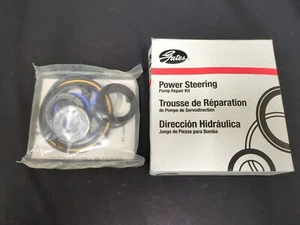 Gates
Power Steering
Pump Repair Kit
Trousse de Réparation
de Pompe de Servodirection
Dirección Hidráulica
Juego de Piezas para Bomba